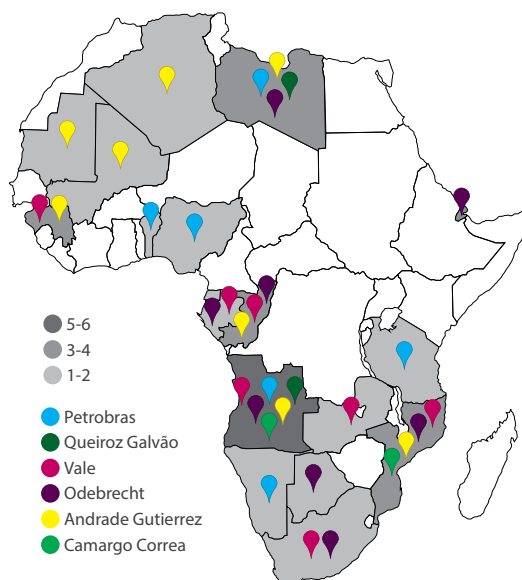 5-6
3-4
1-2
Petrobras
Queiroz Galvão
Vale
Odebrecht
Andrade Gutierrez
Camargo Correa